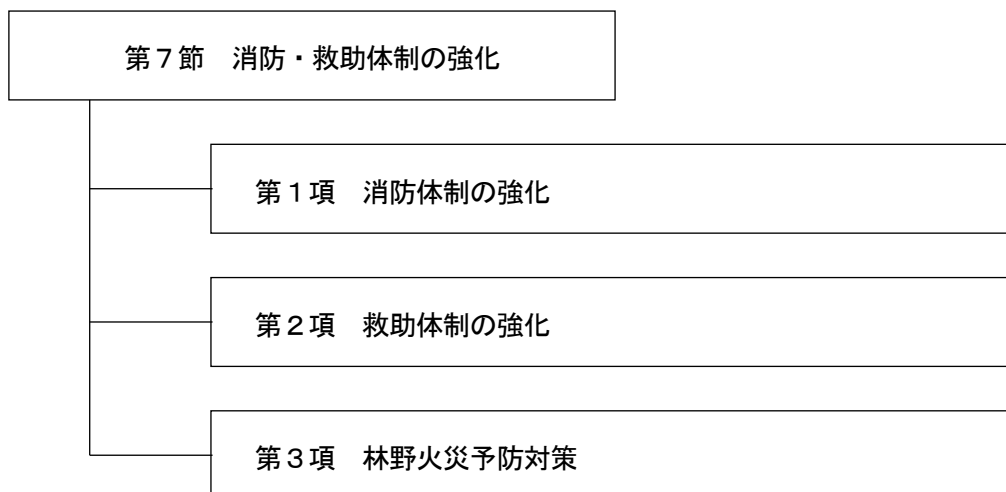 第７節　消防・救助体制の強化
第１項　消防体制の強化
第２項　救助体制の強化
第３項　林野火災予防対策